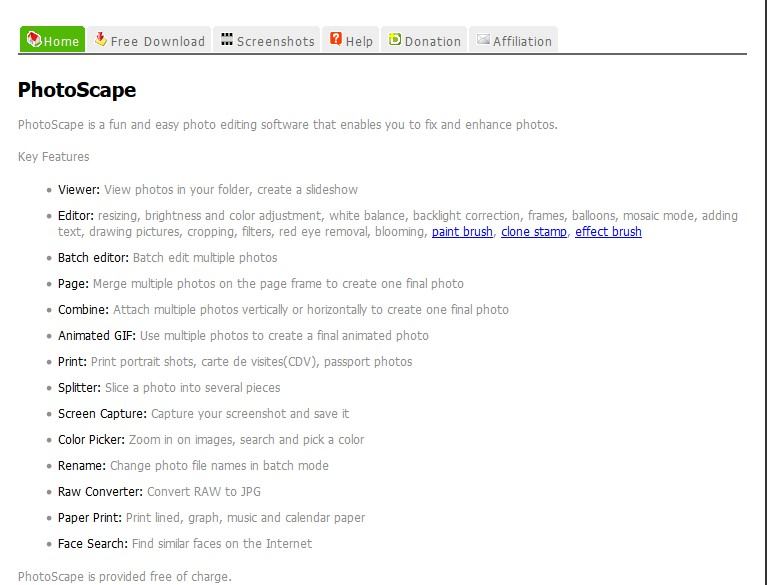 Home Free Download Screenshots Help Donation Affiliation
PhotoScape
PhotoScape is a fun and easy photo editing software that enables you to fix and enhance photos.
Key Features
Viewer: View photos in your folder, create a slideshow
Editor: resizing, brightness and color adjustment, white balance, backlight correction, frames, balloons, mosaic mode, adding
text, drawing pictures, cropping, filters, red eye removal, blooming, paint brush, clone stamp, effect brush
Batch editor: Batch edit multiple photos
Page: Merge multiple photos on the page frame to create one final photo
Combine: Attach multiple photos vertically or horizontally to create one final photo
Animated GIF: Use multiple photos to create a final animated photo
Print: Print portrait shots, carte de visites(CDV), passport photos
Splitter: Slice a photo into several pieces
Screen Capture: Capture your screenshot and save it
Color Picker: Zoom in on images, search and pick a color
Rename: Change photo file names in batch mode
Raw Converter: Convert RAW to JPG
Paper Print: Print lined, graph, music and calendar paper
Face Search: Find similar faces on the Internet
PhotoScape is provided free of charge.